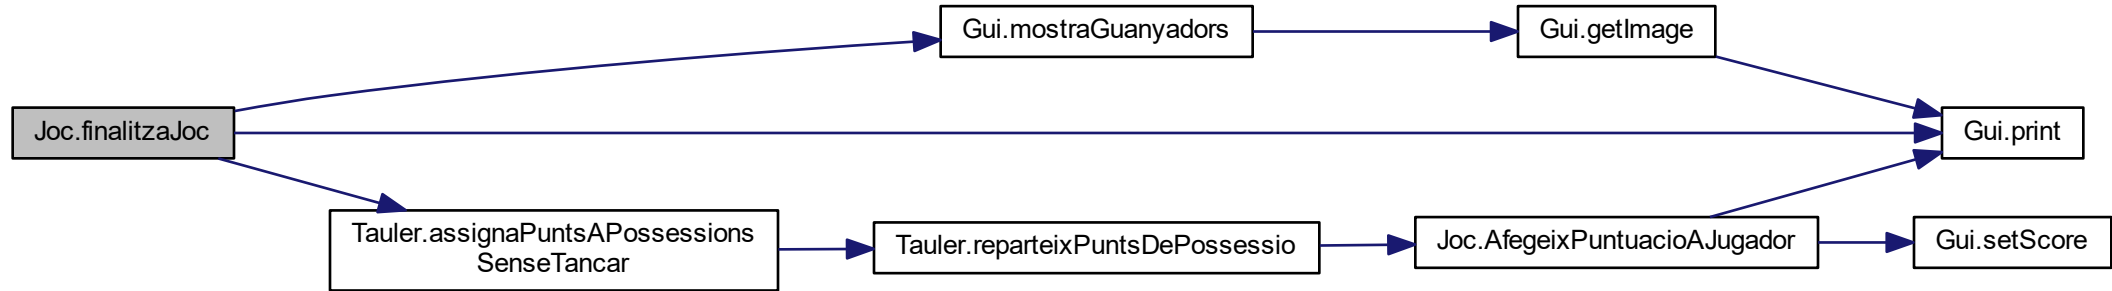 Gui.mostraGuanyadors
Gui.getImage
Joc.finalitzaJoc
Gui.print
Tauler.assignaPuntsAPossessions
SenseTancar
Tauler.reparteixPuntsDePossessio
Joc.AfegeixPuntuacioAJugador
Gui.setScore